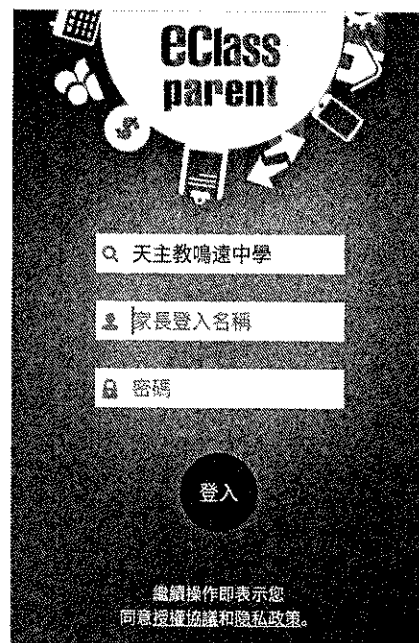 eClass
parent
天主教鳴遠中學
家長登入名稱
密碼
登入
繼續操作即表示您
同意授權協議和隱私政策。